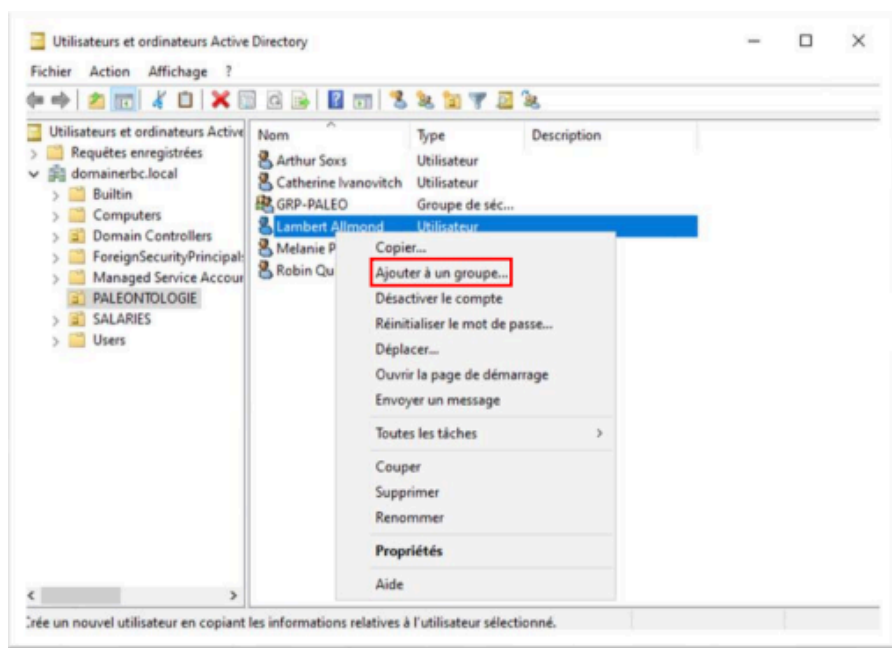 Utilisateurs et ordinateurs Active Directory
Fichier Action Affichage ?
Utilisateurs et ordinateurs Active
Requêtes enregistrées
domainerbc.local
Builtin
Computers
Domain Controllers
ForeignSecurityPrincipal
Managed Service Accour
PALEONTOLOGIE
SALARIES
Users
Nom Type Description
Arthur Soxs Utilisateur
Catherine Ivanovitch Utilisateur
GRP-PALEO Groupe de séc...
Lambert Allmond Utilisateur
Melanie P
Robin Qu
Copier...
Ajouter à un groupe...
Désactiver le compte
Réinitialiser le mot de passe...
Déplacer...
Ouvrir la page de démarrage
Envoyer un message
Toutes les tâches
Couper
Supprimer
Renommer
Propriétés
Aide
Crée un nouvel utilisateur en copiant les informations relatives à l'utilisateur sélectionné.